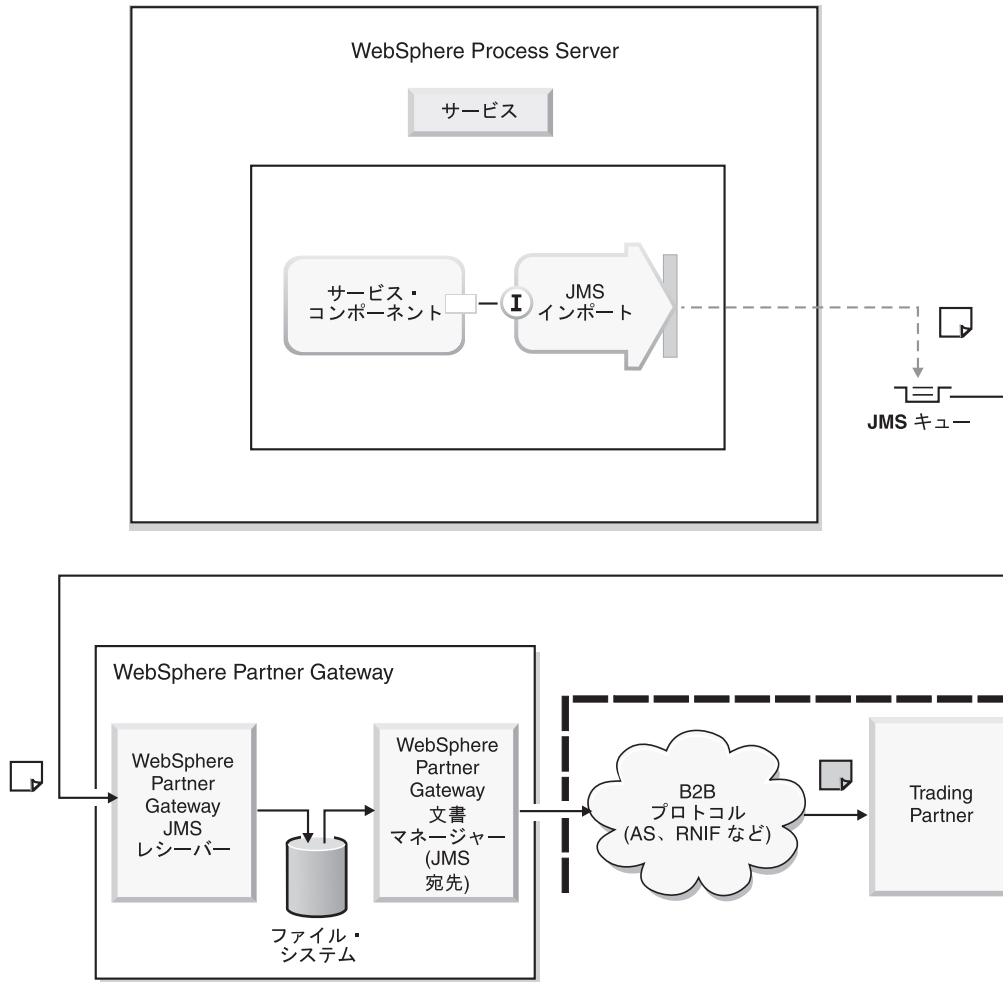 WebSphere Process Server
サービス
サービス・
コンポーネント
I
JMS
インポート
JMS キュー
WebSphere Partner Gateway
WebSphere
Partner
Gateway
JMS
レシーバー
ファイル・
システム
WebSphere
Partner
Gateway
文書
マネージャー
(JMS
宛先)
B2B
プロトコル
(AS、RNIF など)
Trading
Partner